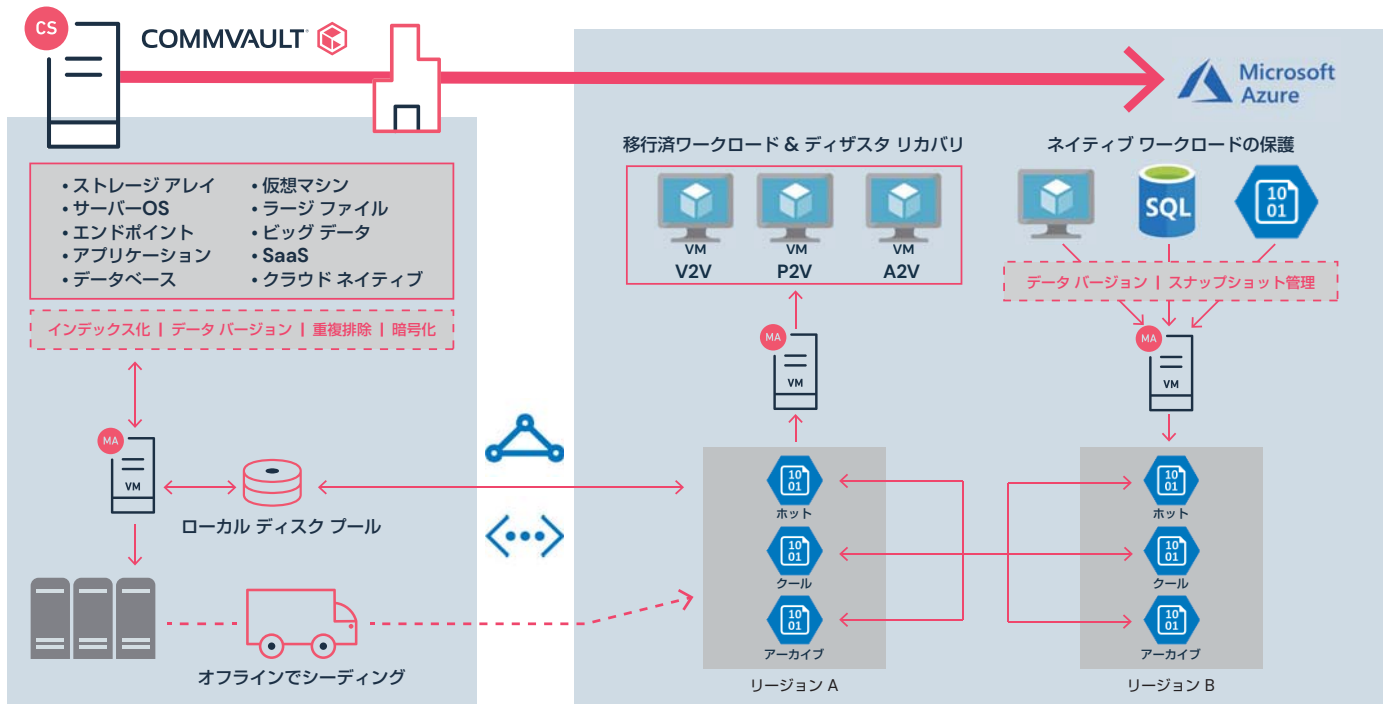 CS
COMMVAULT
Microsoft
Azure
• ストレージ アレイ
• サーバーOS
• エンドポイント
• アプリケーション
• データベース
• 仮想マシン
• ラージ ファイル
• ビッグ データ
• SaaS
• クラウド ネイティブ
インデックス化 | データ バージョン | 重複排除 | 暗号化
MA
VM
ローカル ディスク プール
オフラインでシーディング
移行済ワークロード & ディザスタ リカバリ
VM
V2V
VM
P2V
VM
A2V
MA
VM
10
01
ホット
10
01
クール
10
01
アーカイブ
リージョン A
ネイティブ ワークロードの保護
SQL
10
01
データ バージョン | スナップショット管理
MA
VM
10
01
ホット
10
01
クール
10
01
アーカイブ
リージョン B